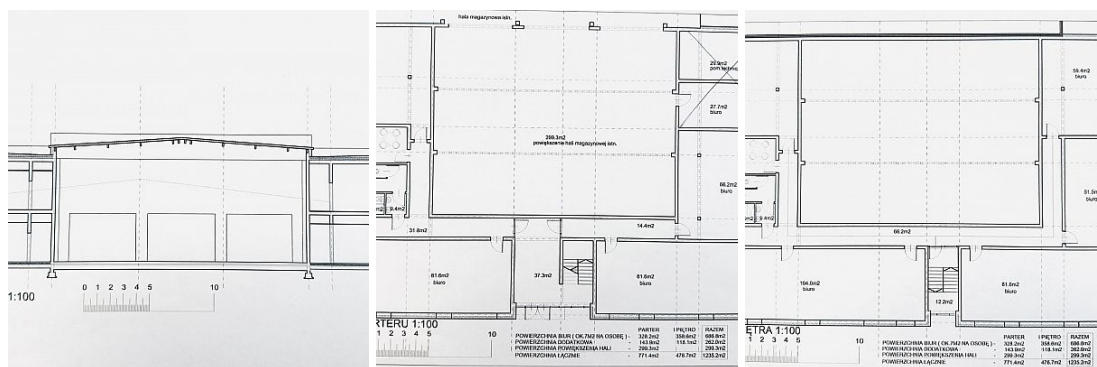 1:100
0 1 2 3 4 5 10
hala magazynowa istn.
29.9m2
pom.technic
27.7m2
biuro
299.3m2
powiększenie hali magazynowej istn.
66.2m2
biuro
9.4m2
31.8m2
14.4m2
61.6m2
biuro
37.3m2
61.6m2
biuro
RTERU 1:100
0 1 2 3 4 5 10
PARTER I PIĘTRO RAZEM
POWIERZCHNIA BIUR ( OK.7M2 NA OSOBĘ ) - 328.2m2 358.6m2 686.8m2
POWIERZCHNIA DODATKOWA - 143.9m2 118.1m2 262.0m2
POWIERZCHNIA POWIĘKSZENIA HALI - 299.3m2 299.3m2
POWIERZCHNIA ŁĄCZNIE - 771.4m2 476.7m2 1235.2m2
59.4m2
biuro
51.5m
biuro
9.4m2
66.2m2
104.0m2
biuro
12.2m2
61.6m2
biuro
ĘTRA 1:100
0 1 2 3 4 5 10
PARTER I PIĘTRO RAZEM
POWIERZCHNIA BIUR ( OK.7M2 NA OSOBĘ ) - 328.2m2 358.6m2 686.8m2
POWIERZCHNIA DODATKOWA - 143.9m2 118.1m2 262.0m2
POWIERZCHNIA POWIĘKSZENIA HALI - 299.3m2 299.3m2
POWIERZCHNIA ŁĄCZNIE - 771.4m2 476.7m2 1235.2m2